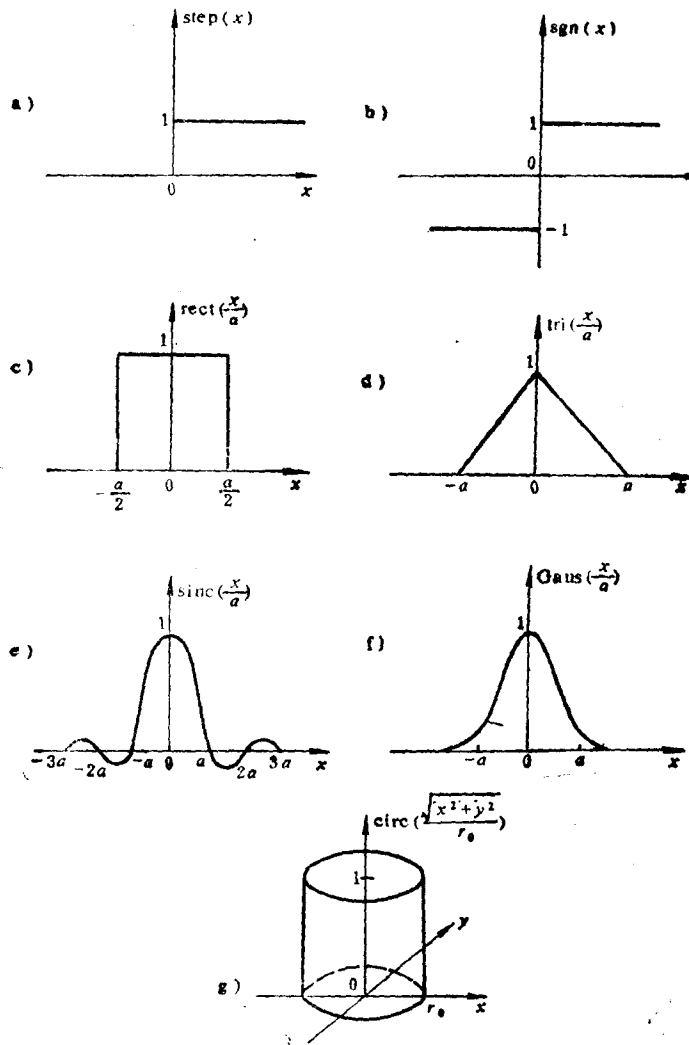 a) step(x)
1
0 x
b) sgn(x)
1
0
-1
c) rect(x/a)
1
-a/2 0 a/2 x
d) tri(x/a)
1
-a 0 a x
e) sinc(x/a)
1
-3a -2a -a 0 a 2a 3a x
f) Gaus(x/a)
1
-a 0 a x
g) circ(√(x²+y²)/r₀)
1
y
0 r₀ x